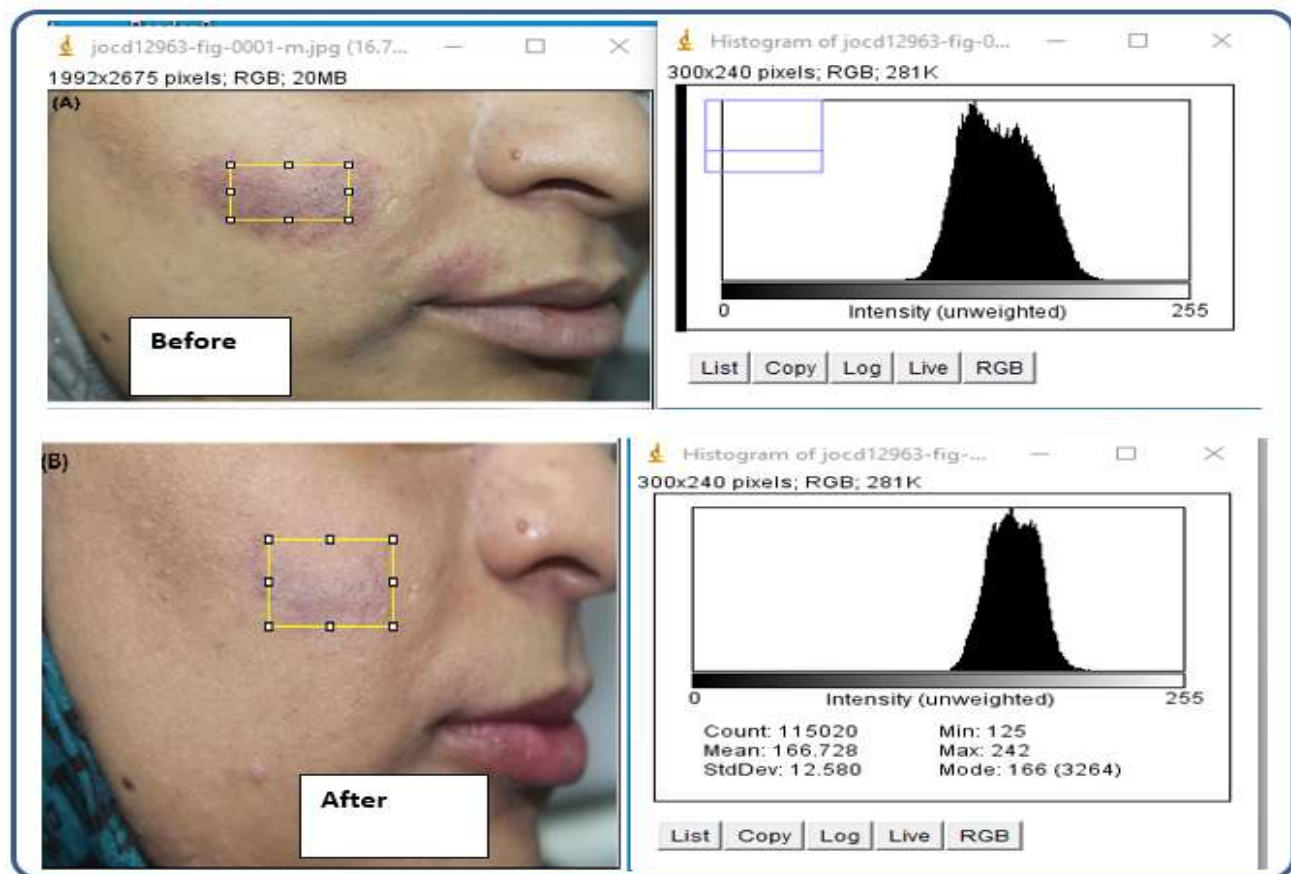 jocd12963-fig-0001-m.jpg (16.7...
1992x2675 pixels; RGB; 20MB
(A)
Before
Histogram of jocd12963-fig-0...
300x240 pixels; RGB; 281K
0
Intensity (unweighted)
255
List Copy Log Live RGB
(B)
After
Histogram of jocd12963-fig-...
300x240 pixels; RGB; 281K
0
Intensity (unweighted)
255
Count: 115020 Min: 125
Mean: 166.728 Max: 242
StdDev: 12.580 Mode: 166 (3264)
List Copy Log Live RGB